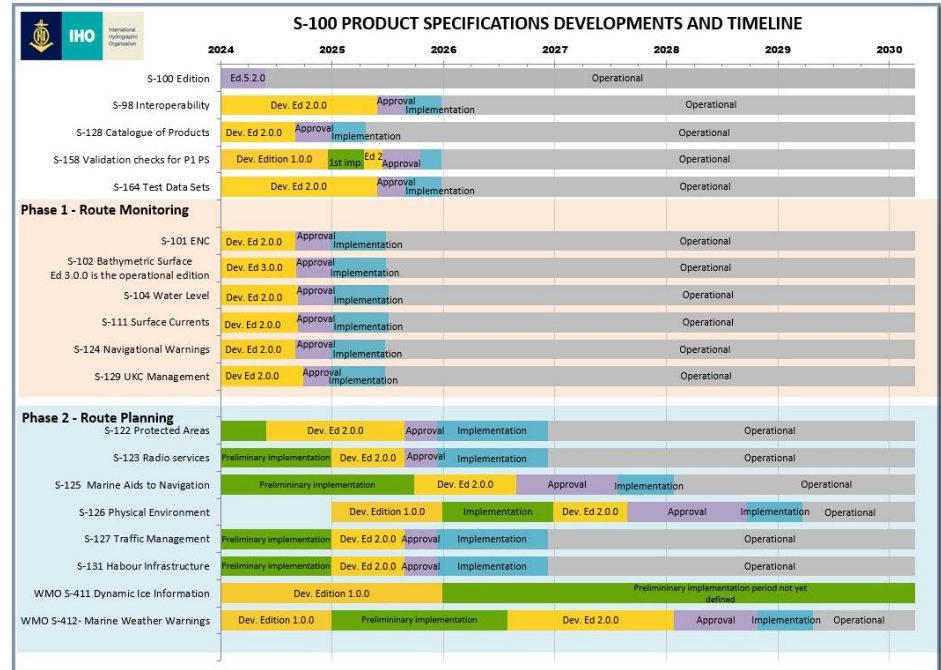 IHO
International
Hydrographic
Organization
S-100 PRODUCT SPECIFICATIONS DEVELOPMENTS AND TIMELINE
2024 2025 2026 2027 2028 2029 2030
S-100 Edition Ed.5.2.0 Operational
S-98 Interoperability Dev. Ed 2.0.0 Approval Implementation Operational
S-128 Catalogue of Products Dev. Ed 2.0.0 Approval Implementation Operational
S-158 Validation checks for P1 PS Dev. Edition 1.0.0 1st imp. Ed 2 Approval Operational
S-164 Test Data Sets Dev. Ed 2.0.0 Approval Implementation Operational
Phase 1 - Route Monitoring
S-101 ENC Dev. Ed 2.0.0 Approval Implementation Operational
S-102 Bathymetric Surface
Ed 3.0.0 is the operational edition Dev. Ed 3.0.0 Approval Implementation Operational
S-104 Water Level Dev. Ed 2.0.0 Approval Implementation Operational
S-111 Surface Currents Dev. Ed 2.0.0 Approval Implementation Operational
S-124 Navigational Warnings Dev. Ed 2.0.0 Approval Implementation Operational
S-129 UKC Management Dev Ed 2.0.0 Approval Implementation Operational
Phase 2 - Route Planning
S-122 Protected Areas Dev. Ed 2.0.0 Approval Implementation Operational
S-123 Radio services Preliminary implementation Dev. Ed 2.0.0 Approval Implementation Operational
S-125 Marine Aids to Navigation Premlininary implementation Dev. Ed 2.0.0 Approval Implementation Operational
S-126 Physical Environment Dev. Edition 1.0.0 Implementation Dev. Ed 2.0.0 Approval Implementation Operational
S-127 Traffic Management Preliminary implementation Dev. Ed 2.0.0 Approval Implementation Operational
S-131 Habour Infrastructure Preliminary implementation Dev. Ed 2.0.0 Approval Implementation Operational
WMO S-411 Dynamic Ice Information Dev. Edition 1.0.0 Prelimininary implementation period not yet
defined
WMO S-412- Marine Weather Warnings Dev. Edition 1.0.0 Prelimininary implementation Dev. Ed 2.0.0 Approval Implementation Operational